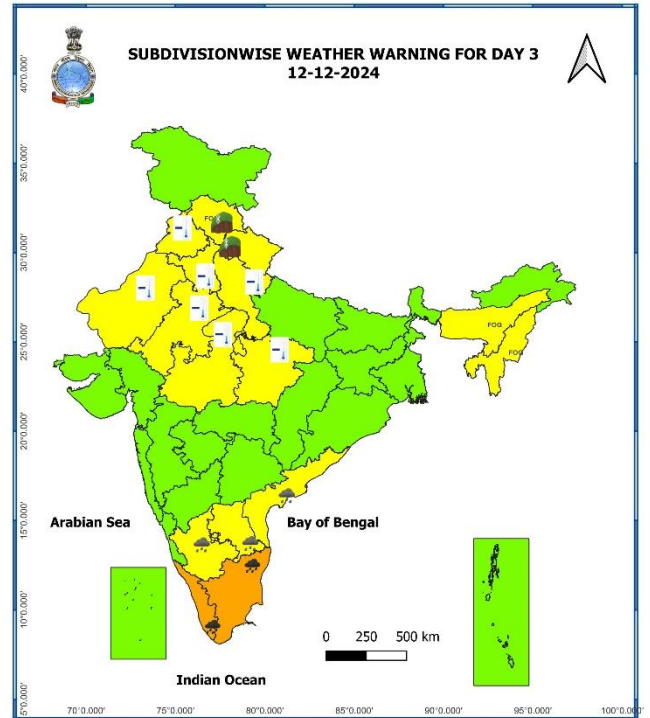 SUBDIVISIONWISE WEATHER WARNING FOR DAY 3
12-12-2024
40°0.000'
35°0.000'
30°0.000'
25°0.000'
20°0.000'
15°0.000'
10°0.000'
5°0.000'
FOG
FOG
Arabian Sea
Bay of Bengal
0 250 500 km
Indian Ocean
70°0.000' 75°0.000' 80°0.000' 85°0.000' 90°0.000' 95°0.000' 100°0.000'